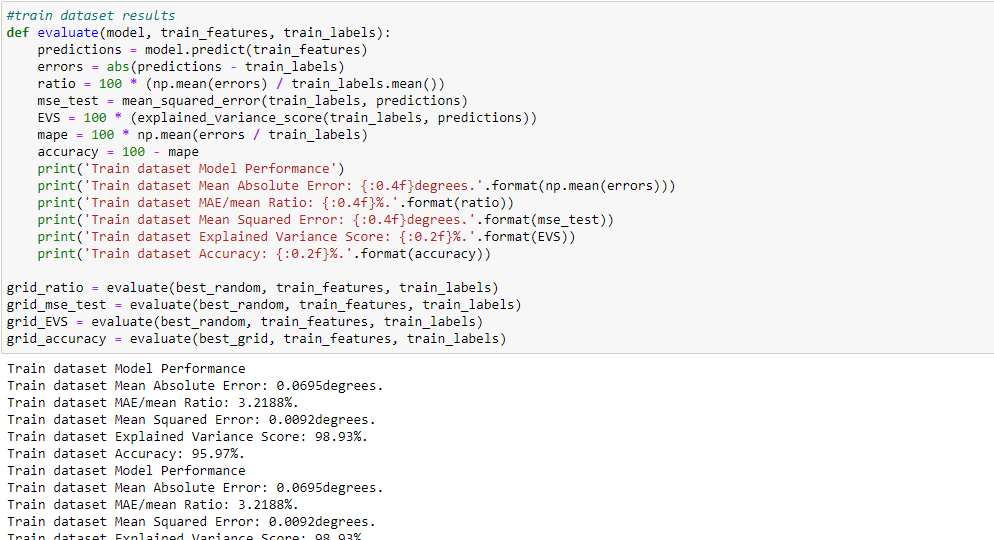 #train dataset results
def evaluate(model, train_features, train_labels):
    predictions = model.predict(train_features)
    errors = abs(predictions - train_labels)
    ratio = 100 * (np.mean(errors) / train_labels.mean())
    mse_test = mean_squared_error(train_labels, predictions)
    EVS = 100 * (explained_variance_score(train_labels, predictions))
    mape = 100 * np.mean(errors / train_labels)
    accuracy = 100 - mape
    print('Train dataset Model Performance')
    print('Train dataset Mean Absolute Error: {:0.4f}degrees.'.format(np.mean(errors)))
    print('Train dataset MAE/mean Ratio: {:0.4f}%.'.format(ratio))
    print('Train dataset Mean Squared Error: {:0.4f}degrees.'.format(mse_test))
    print('Train dataset Explained Variance Score: {:0.2f}%.'.format(EVS))
    print('Train dataset Accuracy: {:0.2f}%.'.format(accuracy))

grid_ratio = evaluate(best_random, train_features, train_labels)
grid_mse_test = evaluate(best_random, train_features, train_labels)
grid_EVS = evaluate(best_random, train_features, train_labels)
grid_accuracy = evaluate(best_grid, train_features, train_labels)
Train dataset Model Performance
Train dataset Mean Absolute Error: 0.0695degrees.
Train dataset MAE/mean Ratio: 3.2188%.
Train dataset Mean Squared Error: 0.0092degrees.
Train dataset Explained Variance Score: 98.93%.
Train dataset Accuracy: 95.97%.
Train dataset Model Performance
Train dataset Mean Absolute Error: 0.0695degrees.
Train dataset MAE/mean Ratio: 3.2188%.
Train dataset Mean Squared Error: 0.0092degrees.
Train dataset Explained Variance Score: 98.93%